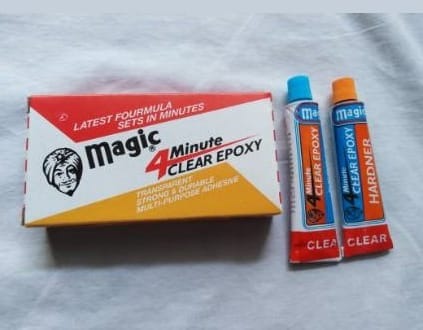 LATEST FOURMULA
SETS IN MINUTES
magic®
4 Minute
CLEAR EPOXY
TRANSPARENT
STRONG & DURABLE
MULTI-PURPOSE ADHESIVE
magic
4 Minute
CLEAR EPOXY
CLEAR
magic
4 Minute
CLEAR EPOXY
HARDNER
CLEAR